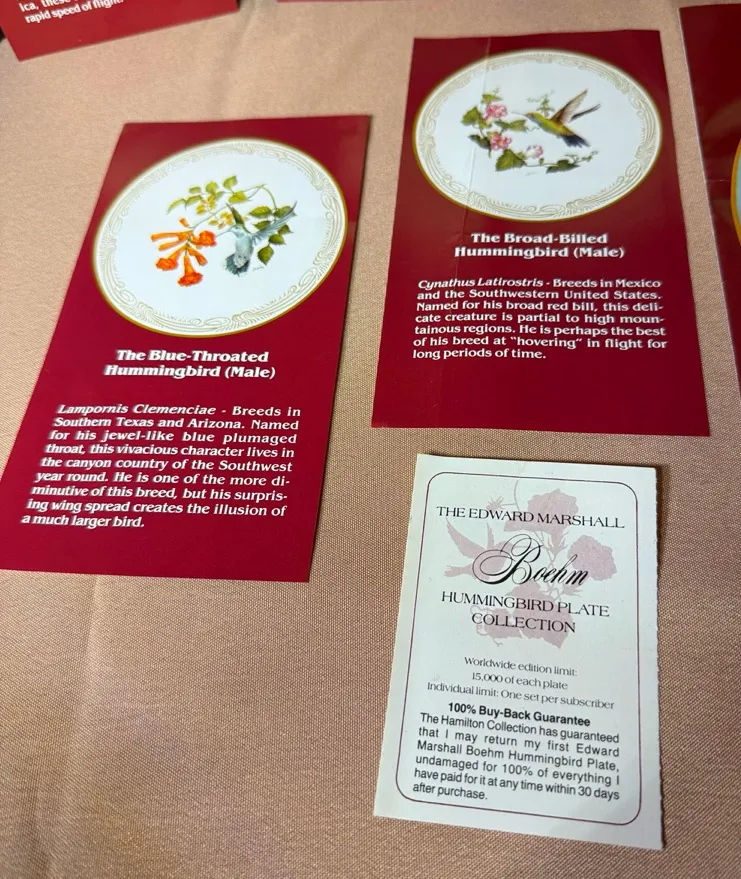 Ica, these
rapid speed of flight.
The Blue-Throated
Hummingbird (Male)
Lampornis Clemenciae - Breeds in
Southern Texas and Arizona. Named
for his jewel-like blue plumaged
throat, this vivacious character lives in
the canyon country of the Southwest
year round. He is one of the more di-
minutive of this breed, but his surpris-
ing wing spread creates the illusion of
a much larger bird.
The Broad-Billed
Hummingbird (Male)
Cynathus Latirostris - Breeds in Mexico
and the Southwestern United States.
Named for his broad red bill, this deli-
cate creature is partial to high moun-
tainous regions. He is perhaps the best
of his breed at "hovering" in flight for
long periods of time.
THE EDWARD MARSHALL
Boehm
HUMMINGBIRD PLATE
COLLECTION
Worldwide edition limit:
15,000 of each plate
Individual limit: One set per subscriber
100% Buy-Back Guarantee
The Hamilton Collection has guaranteed
that I may return my first Edward
Marshall Boehm Hummingbird Plate,
undamaged for 100% of everything I
have paid for it at any time within 30 days
after purchase.